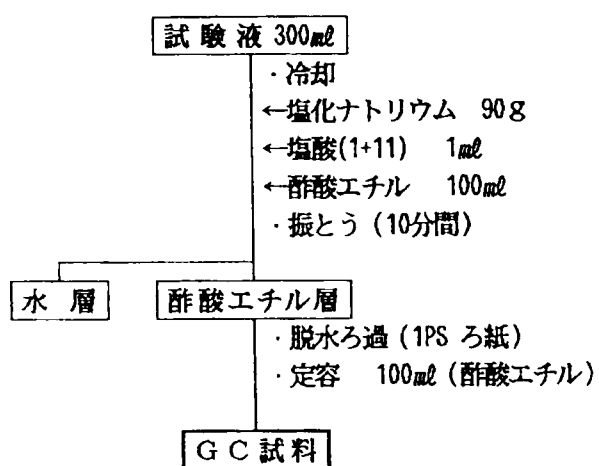 試験液 300㎖
・冷却
←塩化ナトリウム 90g
←塩酸(1+11) 1㎖
←酢酸エチル 100㎖
・振とう (10分間)
水層 酢酸エチル層
・脱水ろ過 (1PS ろ紙)
・定容 100㎖ (酢酸エチル)
GC試料